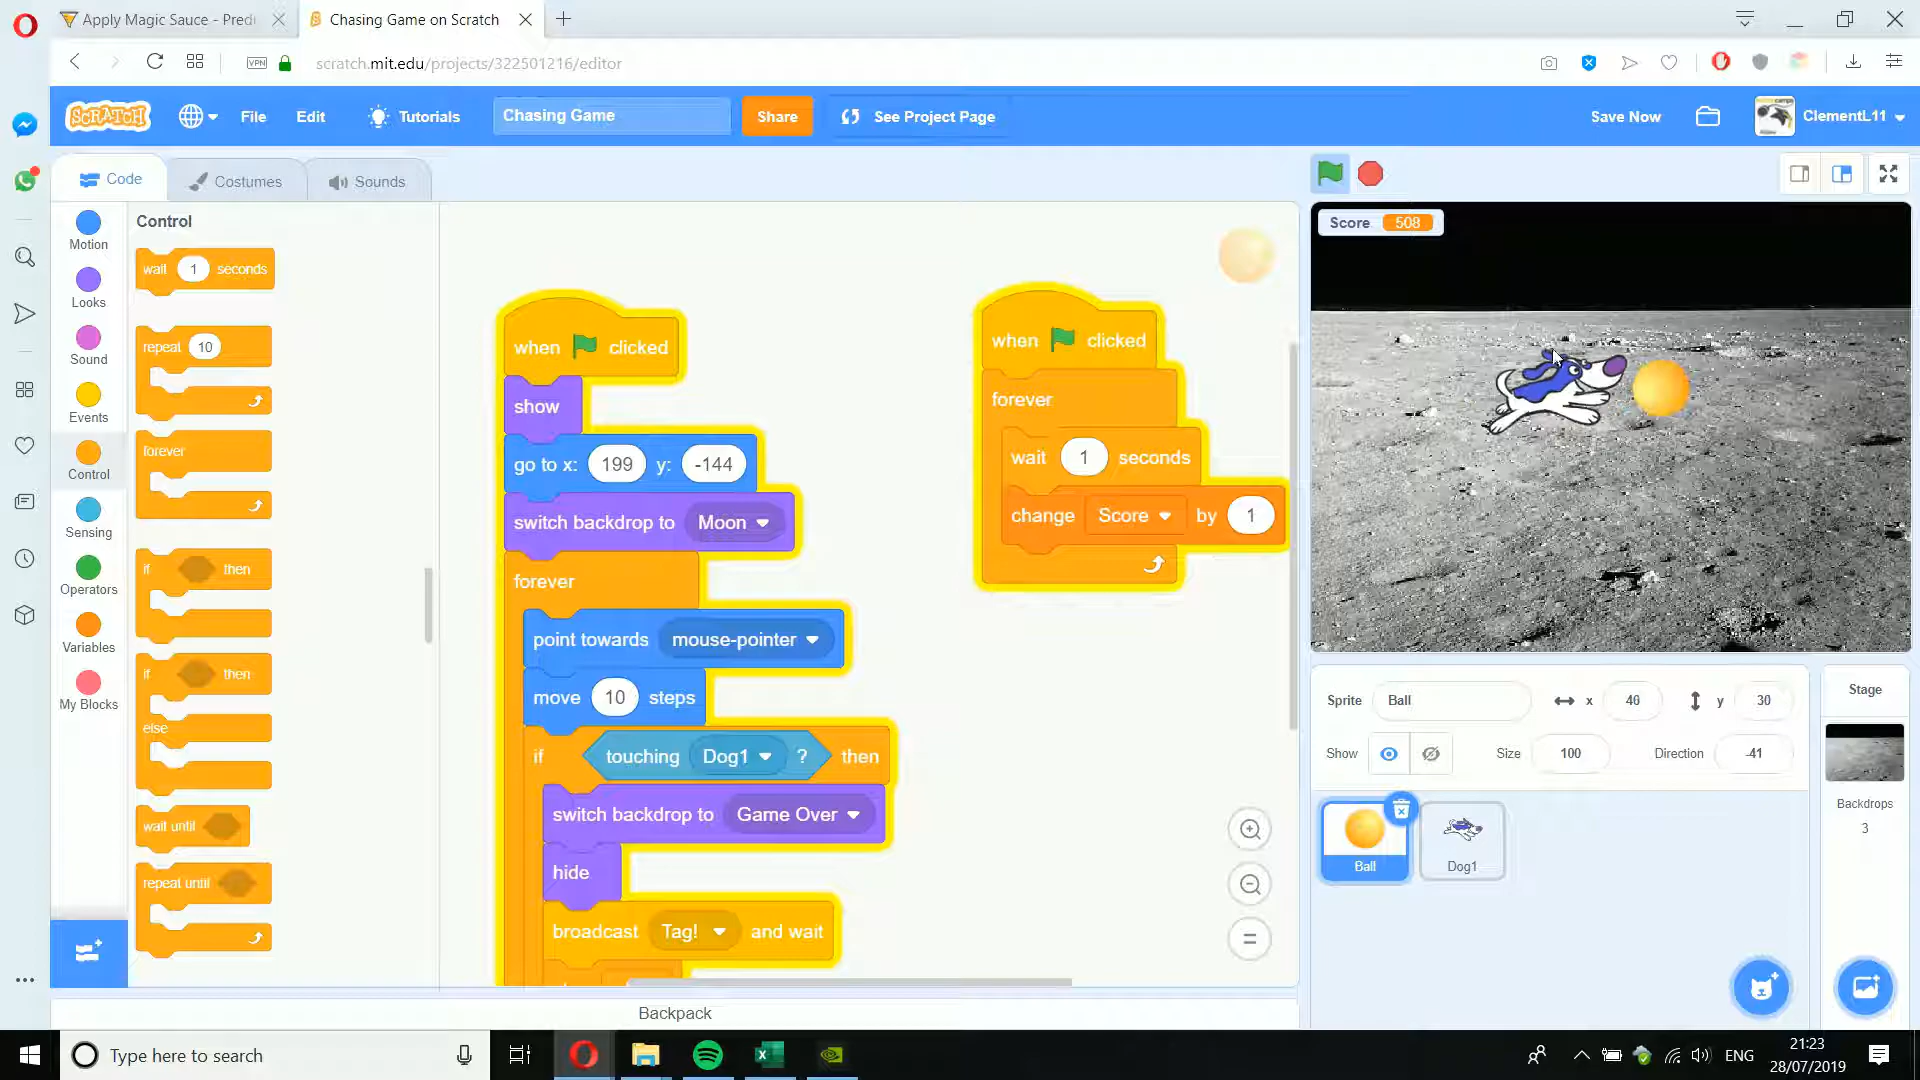 Apply Magic Sauce - Pred
Chasing Game on Scratch
VPN
scratch.mit.edu/projects/322501216/editor
SCRATCH
File
Edit
Tutorials
Chasing Game
Share
See Project Page
Save Now
ClementL11
Code
Costumes
Sounds
Motion
Looks
Sound
Events
Control
Sensing
Operators
Variables
My Blocks
Control
wait 1 seconds
repeat 10
forever
if then
if then
else
wait until
repeat until
when clicked
show
go to x: 199 y: -144
switch backdrop to Moon
forever
point towards mouse-pointer
move 10 steps
if touching Dog1 ? then
switch backdrop to Game Over
hide
broadcast Tag! and wait
when clicked
forever
wait 1 seconds
change Score by 1
Score 508
Sprite Ball x 40 y 30
Show Size 100 Direction -41
Ball
Dog1
Stage
Backdrops
3
Backpack
Type here to search
ENG
21:23
28/07/2019